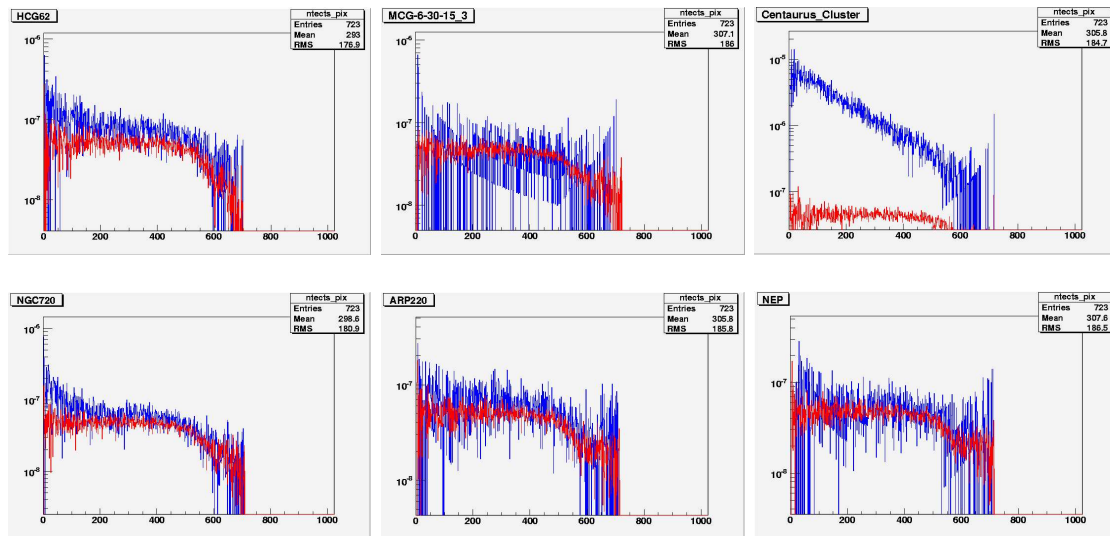 HCG62
ntects_pix
Entries 723
Mean 293
RMS 176.9
10-6
10-7
10-8
0 200 400 600 800 1000
MCG-6-30-15_3
ntects_pix
Entries 723
Mean 307.1
RMS 186
10-6
10-7
10-8
0 200 400 600 800 1000
Centaurus_Cluster
ntects_pix
Entries 723
Mean 305.8
RMS 184.7
10-5
10-6
10-7
0 200 400 600 800 1000
NGC720
ntects_pix
Entries 723
Mean 298.6
RMS 180.9
10-6
10-7
10-8
0 200 400 600 800 1000
ARP220
ntects_pix
Entries 723
Mean 305.8
RMS 185.8
10-7
10-8
0 200 400 600 800 1000
NEP
ntects_pix
Entries 723
Mean 307.6
RMS 186.5
10-7
10-8
0 200 400 600 800 1000